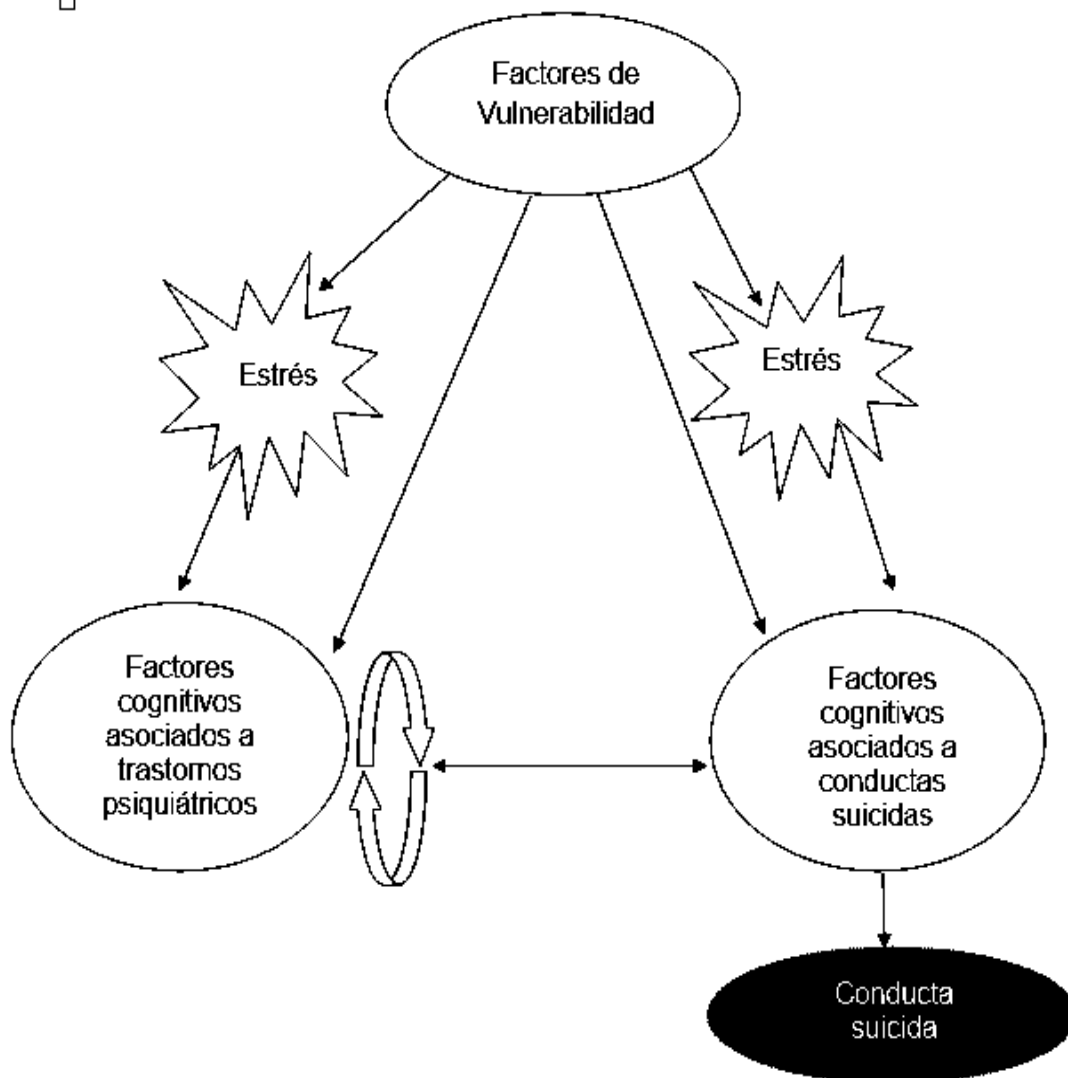 Factores de
Vulnerabilidad
Estrés
Estrés
Factores
cognitivos
asociados a
trastornos
psiquiátricos
Factores
cognitivos
asociados a
conductas
suicidas
Conducta
suicida